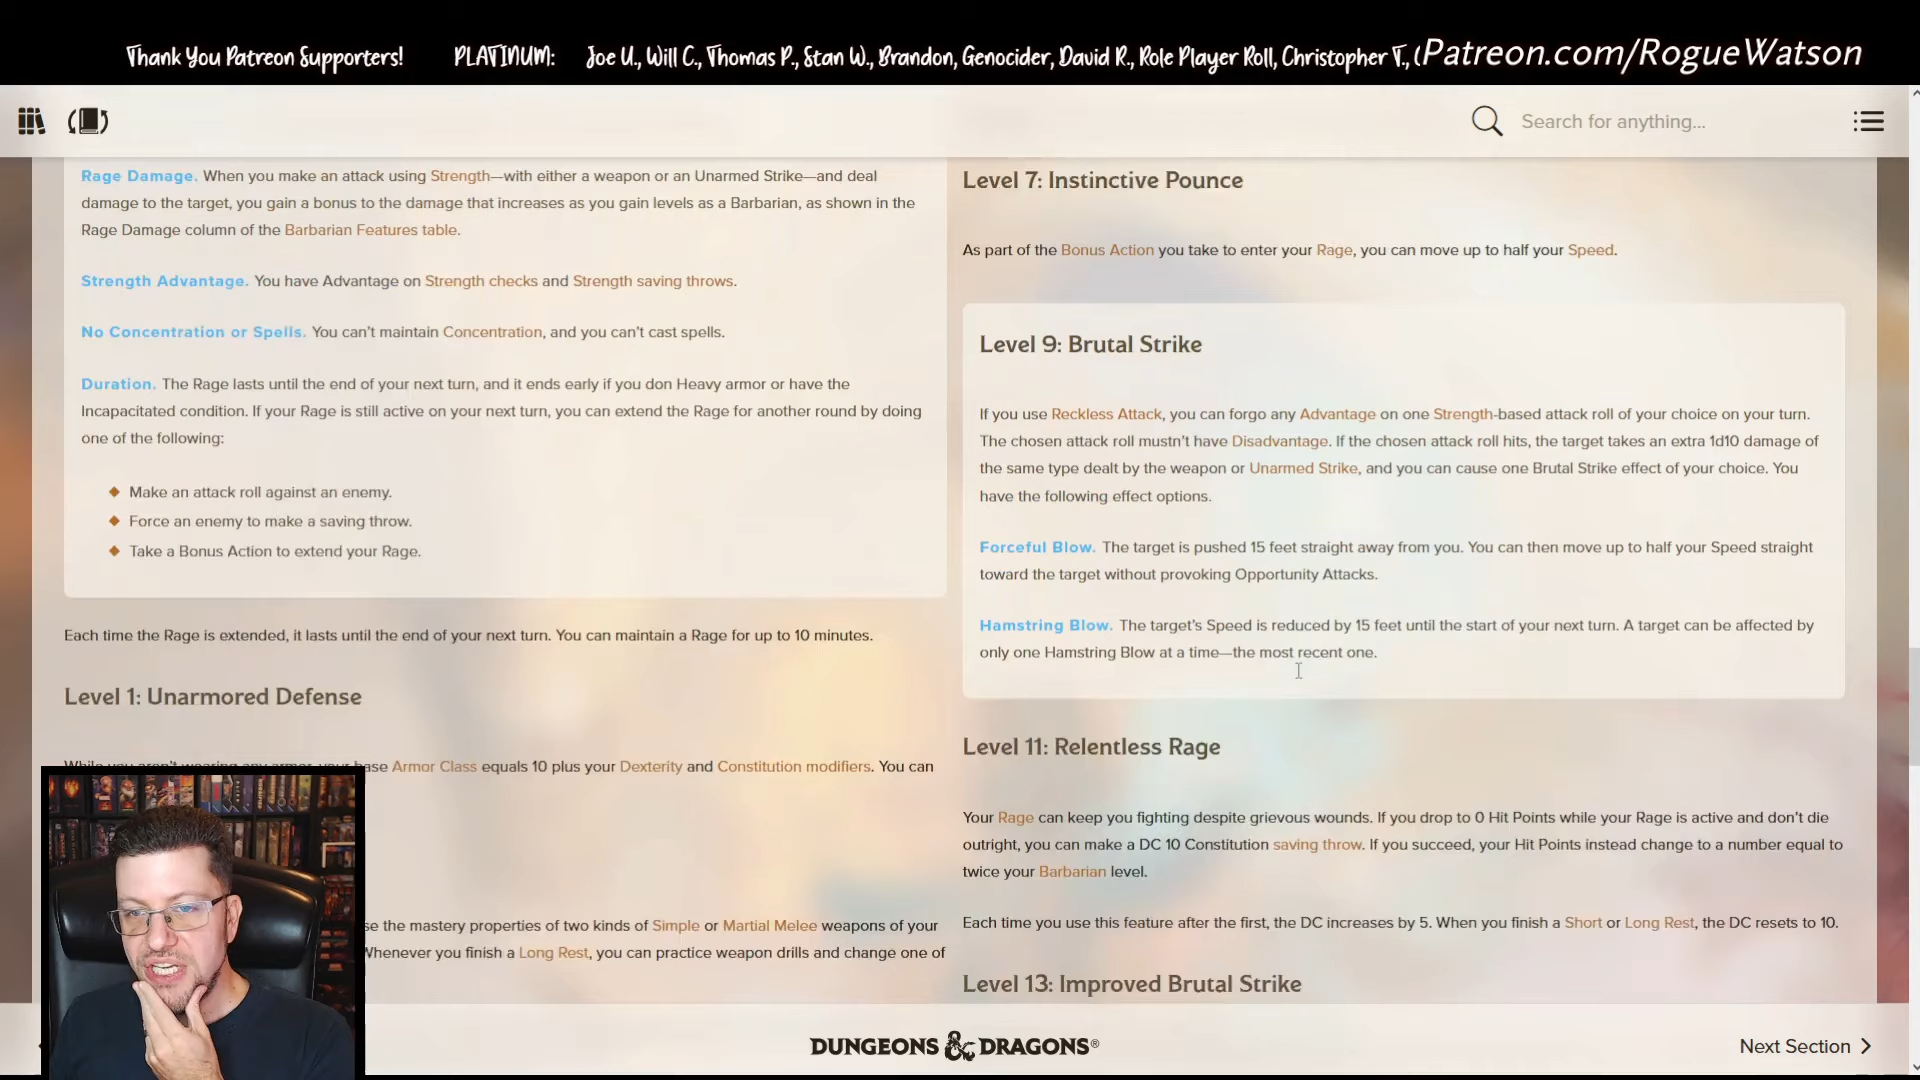 Thank You Patreon Supporters! PLATINUM: Joe U., Will C., Thomas P., Stan W., Brandon, Genocider, David R., Role Player Roll, Christopher T., ( Patreon.com/RogueWatson
Search for anything...
Rage Damage. When you make an attack using Strength—with either a weapon or an Unarmed Strike—and deal
damage to the target, you gain a bonus to the damage that increases as you gain levels as a Barbarian, as shown in the
Rage Damage column of the Barbarian Features table.
Strength Advantage. You have Advantage on Strength checks and Strength saving throws.
No Concentration or Spells. You can’t maintain Concentration, and you can’t cast spells.
Duration. The Rage lasts until the end of your next turn, and it ends early if you don Heavy armor or have the
Incapacitated condition. If your Rage is still active on your next turn, you can extend the Rage for another round by doing
one of the following:
Make an attack roll against an enemy.
Force an enemy to make a saving throw.
Take a Bonus Action to extend your Rage.
Each time the Rage is extended, it lasts until the end of your next turn. You can maintain a Rage for up to 10 minutes.
Level 1: Unarmored Defense
While you aren’t wearing any armor, your base Armor Class equals 10 plus your Dexterity and Constitution modifiers. You can
se the mastery properties of two kinds of Simple or Martial Melee weapons of your
Whenever you finish a Long Rest, you can practice weapon drills and change one of
Level 7: Instinctive Pounce
As part of the Bonus Action you take to enter your Rage, you can move up to half your Speed.
Level 9: Brutal Strike
If you use Reckless Attack, you can forgo any Advantage on one Strength-based attack roll of your choice on your turn.
The chosen attack roll mustn’t have Disadvantage. If the chosen attack roll hits, the target takes an extra 1d10 damage of
the same type dealt by the weapon or Unarmed Strike, and you can cause one Brutal Strike effect of your choice. You
have the following effect options.
Forceful Blow. The target is pushed 15 feet straight away from you. You can then move up to half your Speed straight
toward the target without provoking Opportunity Attacks.
Hamstring Blow. The target’s Speed is reduced by 15 feet until the start of your next turn. A target can be affected by
only one Hamstring Blow at a time—the most recent one.
Level 11: Relentless Rage
Your Rage can keep you fighting despite grievous wounds. If you drop to 0 Hit Points while your Rage is active and don’t die
outright, you can make a DC 10 Constitution saving throw. If you succeed, your Hit Points instead change to a number equal to
twice your Barbarian level.
Each time you use this feature after the first, the DC increases by 5. When you finish a Short or Long Rest, the DC resets to 10.
Level 13: Improved Brutal Strike
DUNGEONS & DRAGONS®
Next Section